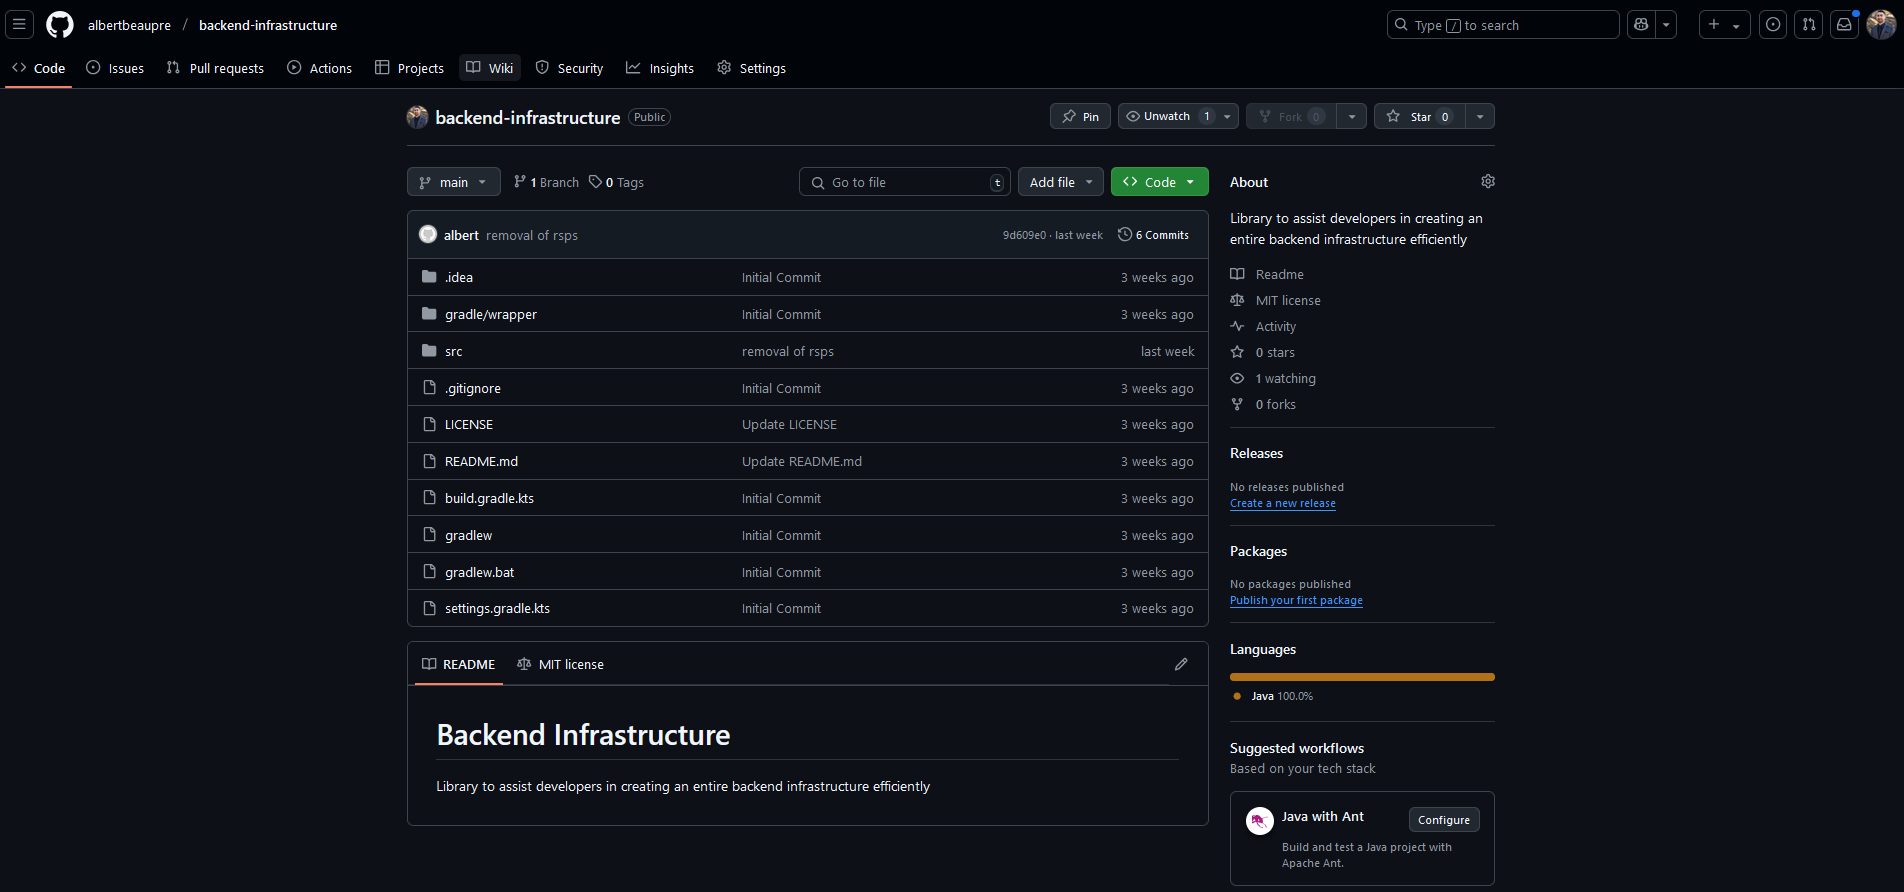 albertbeaupre / backend-infrastructure
Type / to search
Code
Issues
Pull requests
Actions
Projects
Wiki
Security
Insights
Settings
backend-infrastructure Public
Pin
Unwatch 1
Fork 0
Star 0
main
1 Branch
0 Tags
Go to file t
Add file
Code
albert removal of rsps 9d609e0 · last week 6 Commits
.idea Initial Commit 3 weeks ago
gradle/wrapper Initial Commit 3 weeks ago
src removal of rsps last week
.gitignore Initial Commit 3 weeks ago
LICENSE Update LICENSE 3 weeks ago
README.md Update README.md 3 weeks ago
build.gradle.kts Initial Commit 3 weeks ago
gradlew Initial Commit 3 weeks ago
gradlew.bat Initial Commit 3 weeks ago
settings.gradle.kts Initial Commit 3 weeks ago
README
MIT license
Backend Infrastructure
Library to assist developers in creating an entire backend infrastructure efficiently
About
Library to assist developers in creating an
entire backend infrastructure efficiently
Readme
MIT license
Activity
0 stars
1 watching
0 forks
Releases
No releases published
Create a new release
Packages
No packages published
Publish your first package
Languages
Java 100.0%
Suggested workflows
Based on your tech stack
Java with Ant
Configure
Build and test a Java project with
Apache Ant.